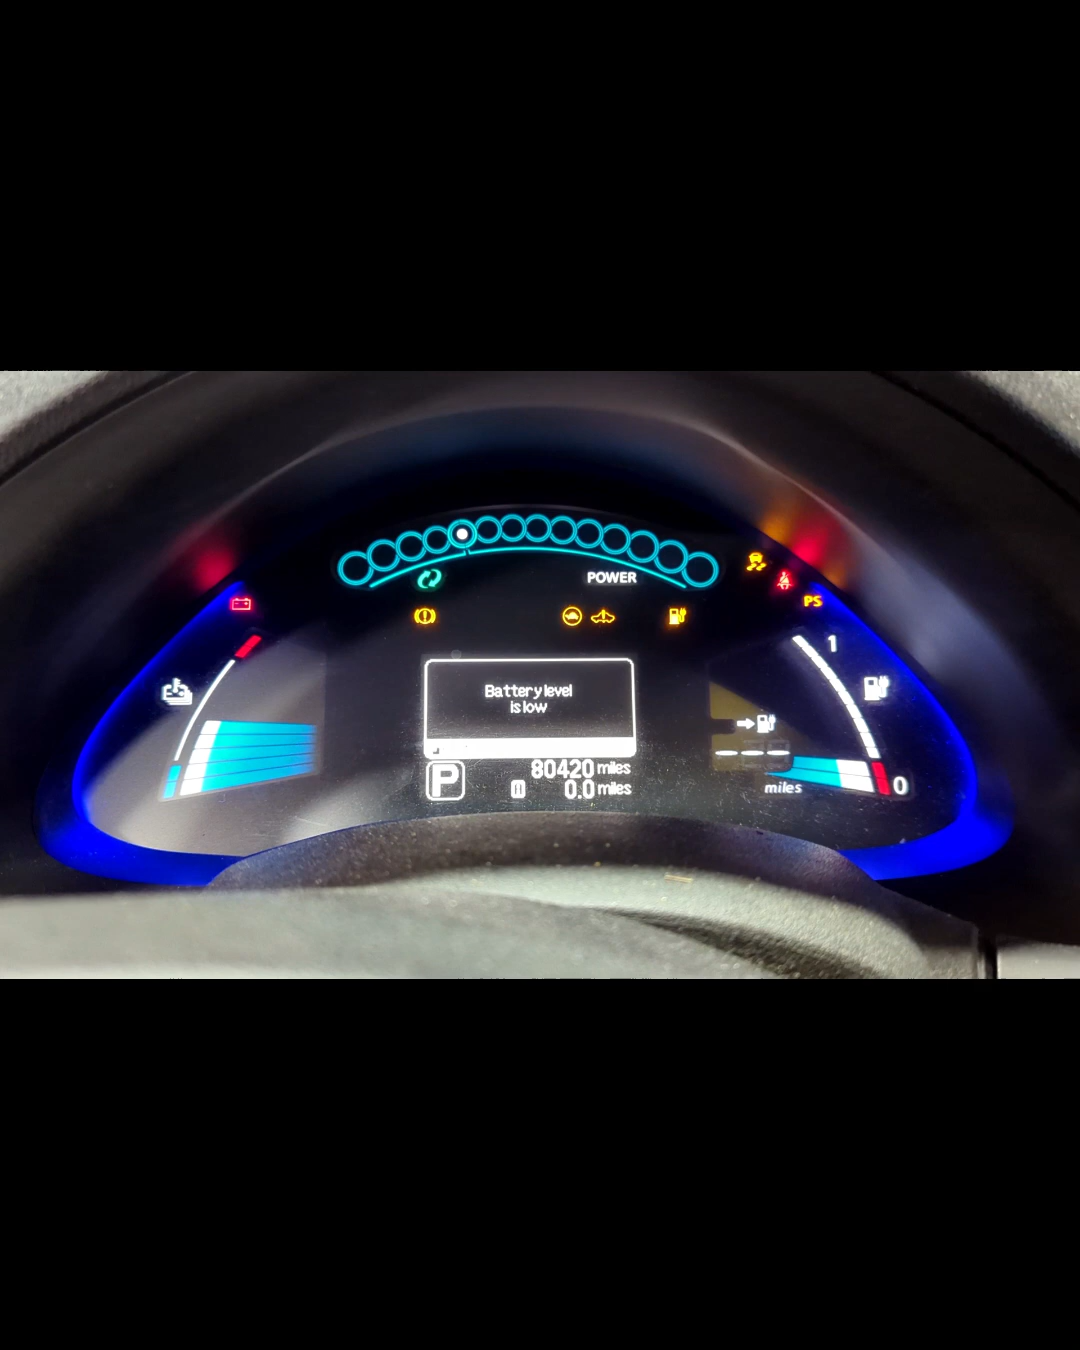 POWER
PS
1
Battery level
is low
P
80420 miles
0.0 miles
---
miles
0